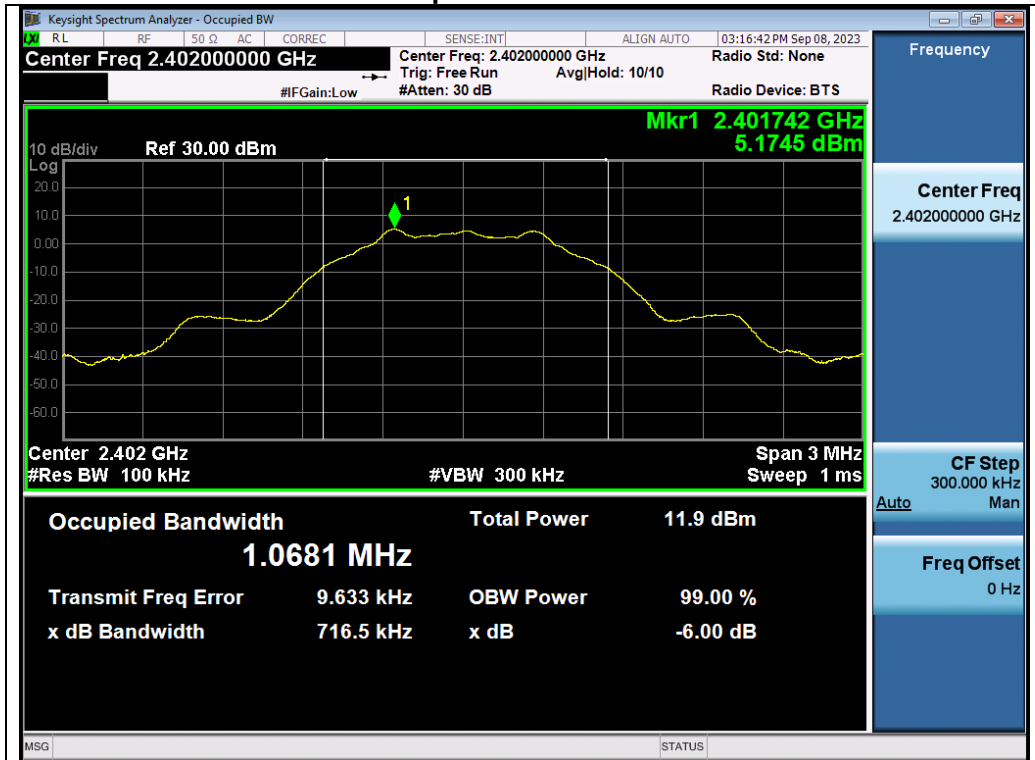 Keysight Spectrum Analyzer - Occupied BW
LXI RL RF 50 Ω AC CORREC SENSE:INT ALIGN AUTO 03:16:42 PM Sep 08, 2023
Center Freq 2.402000000 GHz
Center Freq: 2.402000000 GHz Radio Std: None
Trig: Free Run Avg|Hold: 10/10
#IFGain:Low #Atten: 30 dB Radio Device: BTS
Mkr1 2.401742 GHz
5.1745 dBm
10 dB/div Ref 30.00 dBm
Log
20.0
1
10.0
0.00
-10.0
-20.0
-30.0
-40.0
-50.0
-60.0
Center 2.402 GHz Span 3 MHz
#Res BW 100 kHz #VBW 300 kHz Sweep 1 ms
Occupied Bandwidth Total Power 11.9 dBm
1.0681 MHz
Transmit Freq Error 9.633 kHz OBW Power 99.00 %
x dB Bandwidth 716.5 kHz x dB -6.00 dB
MSG STATUS
Frequency
Center Freq
2.402000000 GHz
CF Step
300.000 kHz
Auto Man
Freq Offset
0 Hz